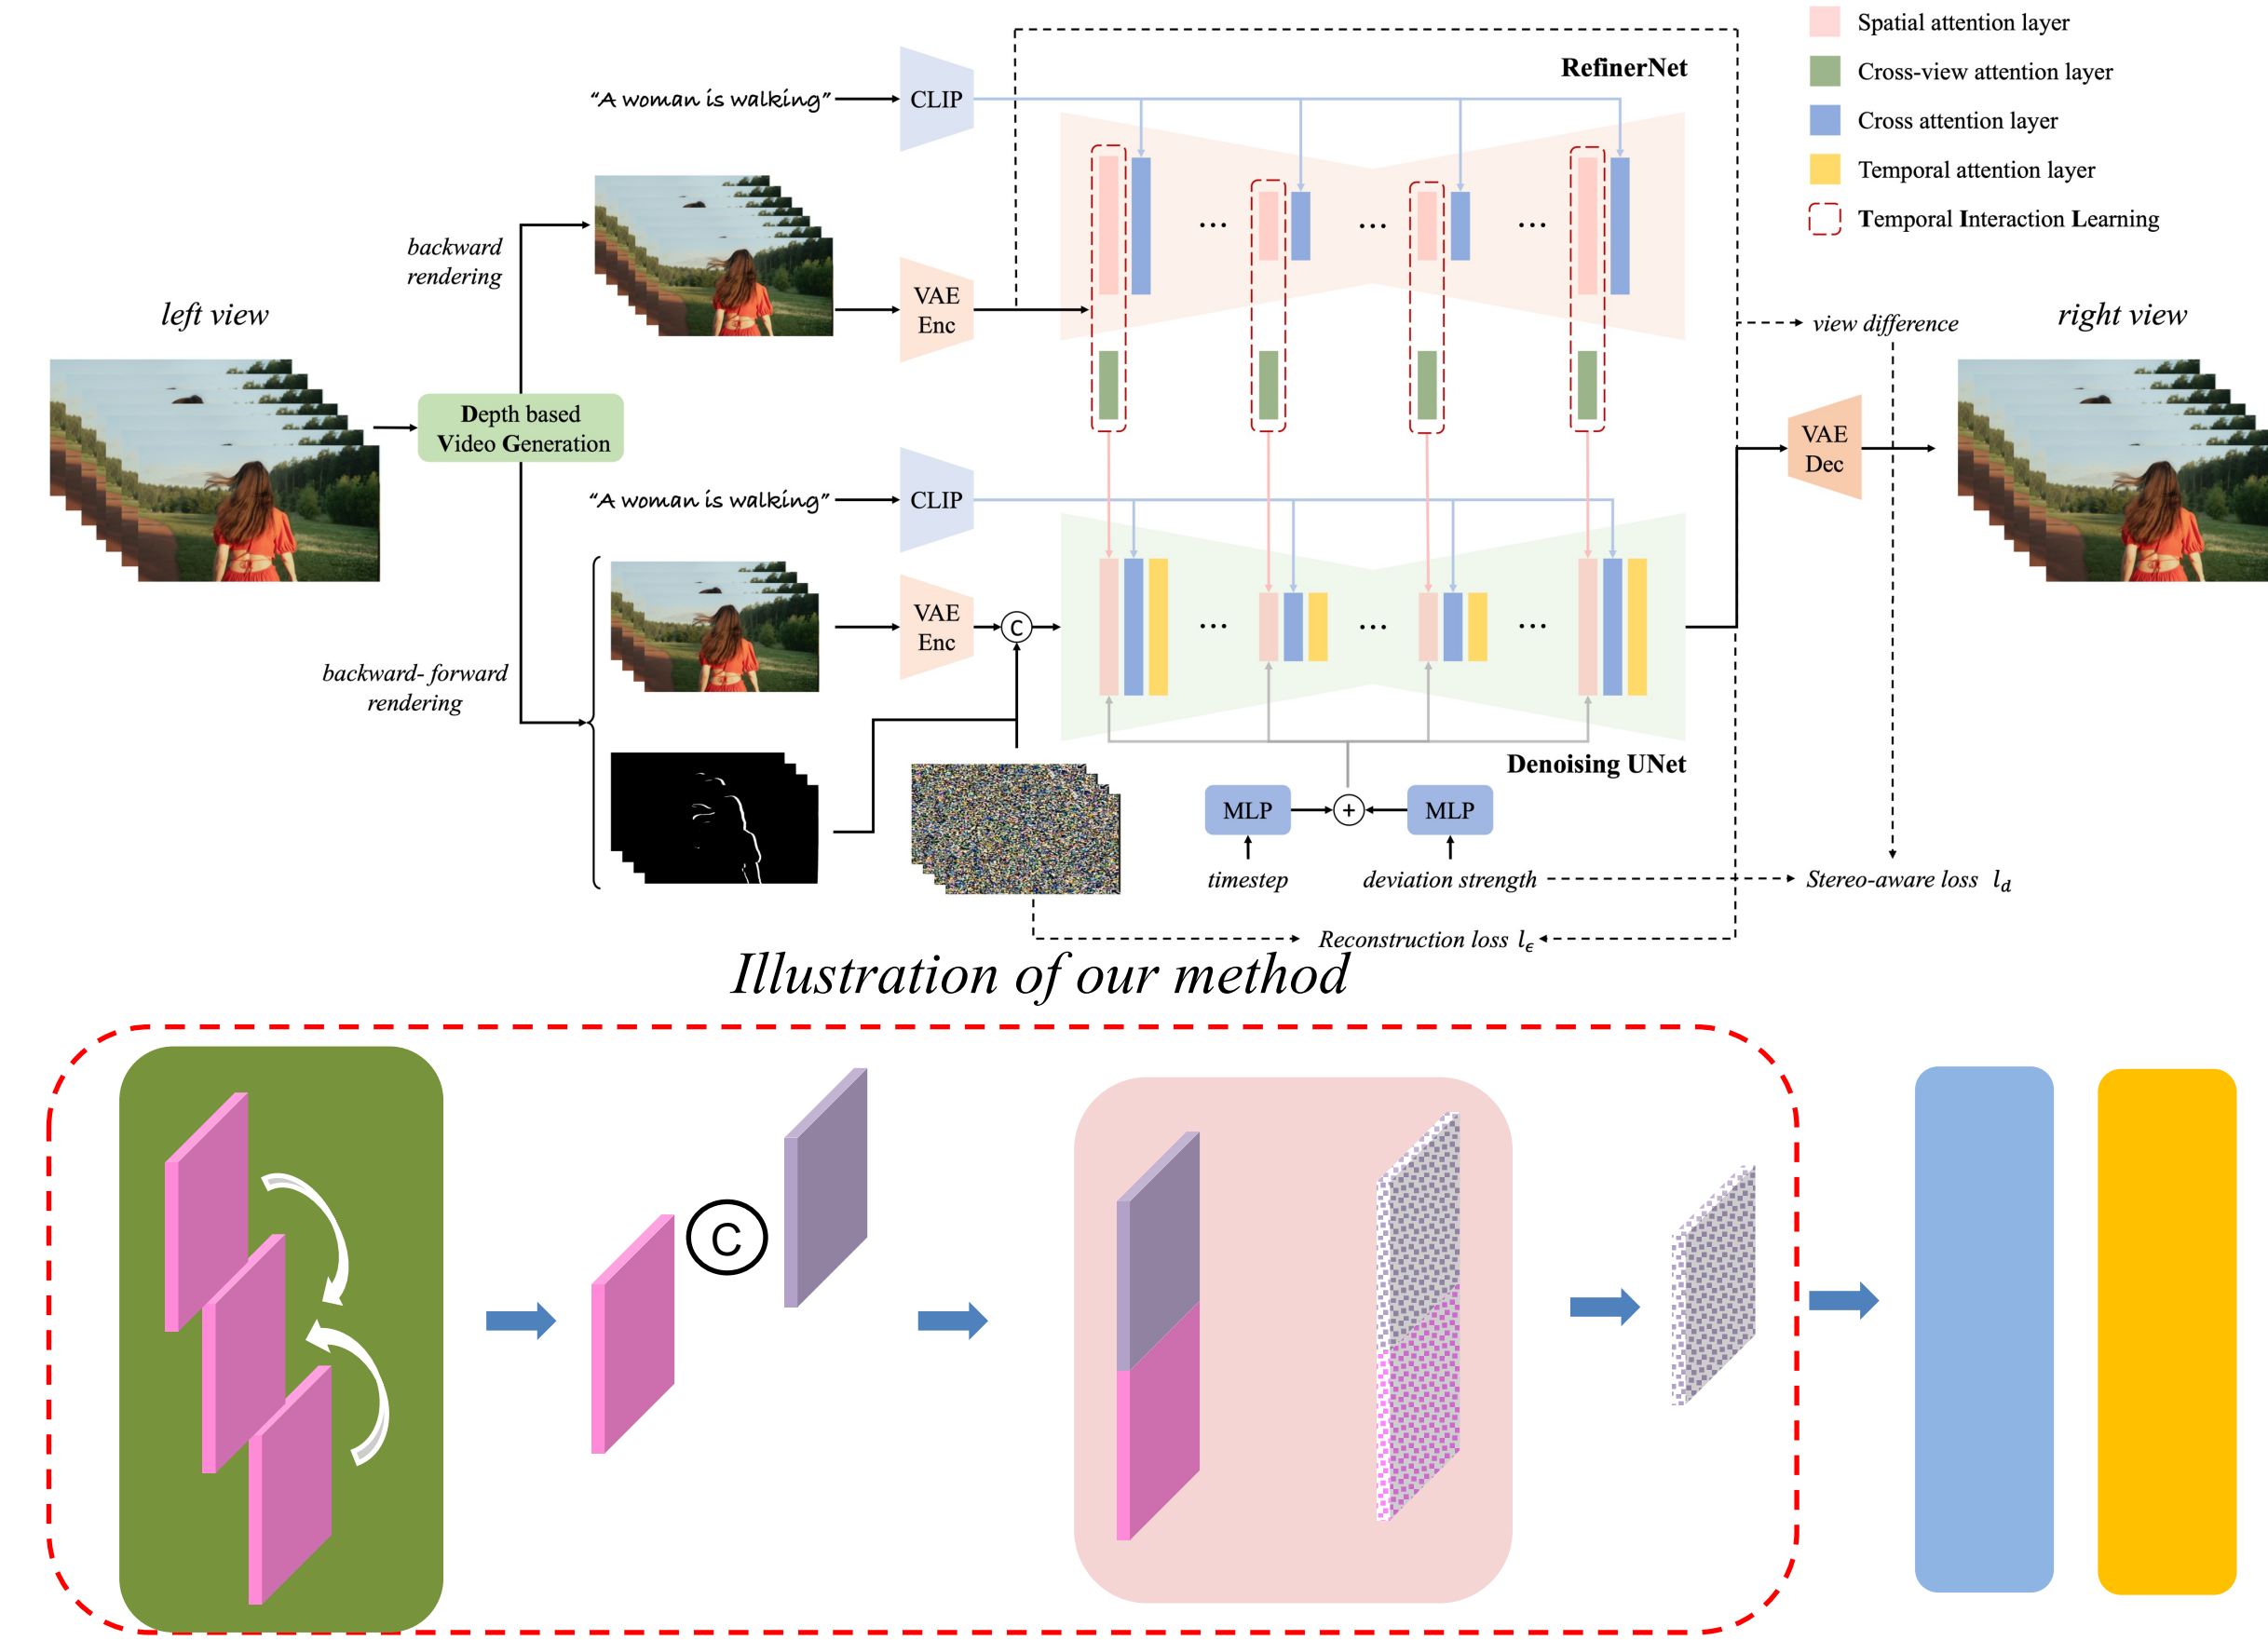 Spatial attention layer
Cross-view attention layer
Cross attention layer
Temporal attention layer
Temporal Interaction Learning
RefinerNet
“A woman is walking”
CLIP
backward
rendering
VAE
Enc
left view
view difference
right view
Depth based
Video Generation
VAE
Dec
“A woman is walking”
CLIP
VAE
Enc
C
backward- forward
rendering
Denoising UNet
MLP
+
MLP
timestep
deviation strength
Stereo-aware loss l_d
Reconstruction loss l_ϵ
Illustration of our method
C